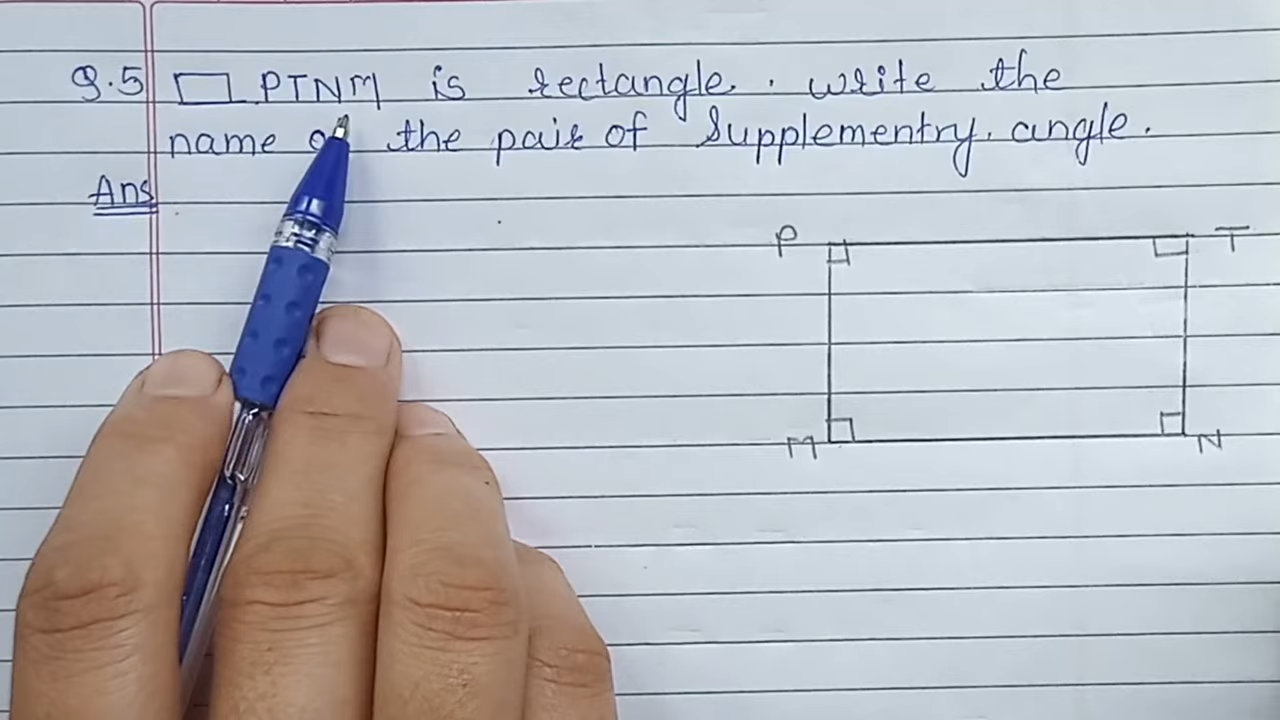 Q.5 PTNM is rectangle. write the
name of the pair of Supplementry angle.
Ans
P T
M N